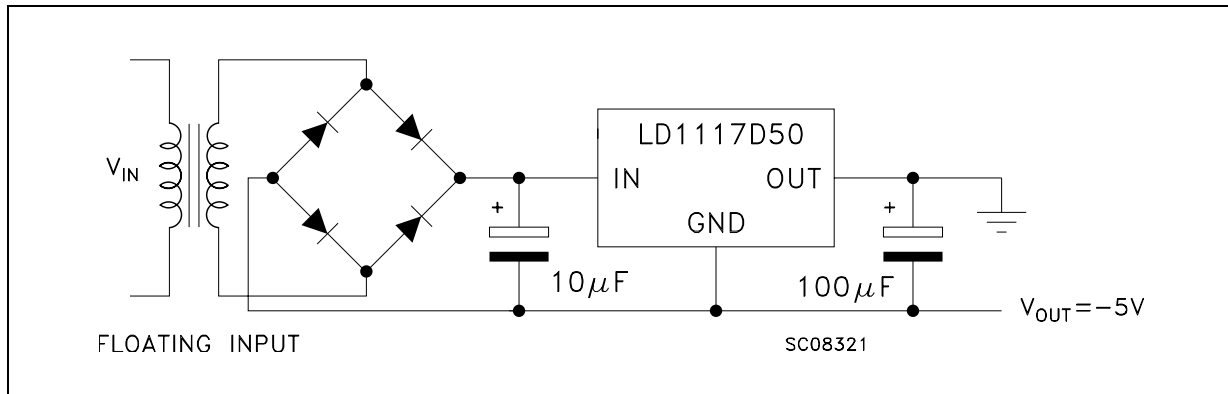 LD1117D50
V_IN
IN
OUT
+
+
GND
10μF
100μF
V_OUT=-5V
FLOATING INPUT
SC08321